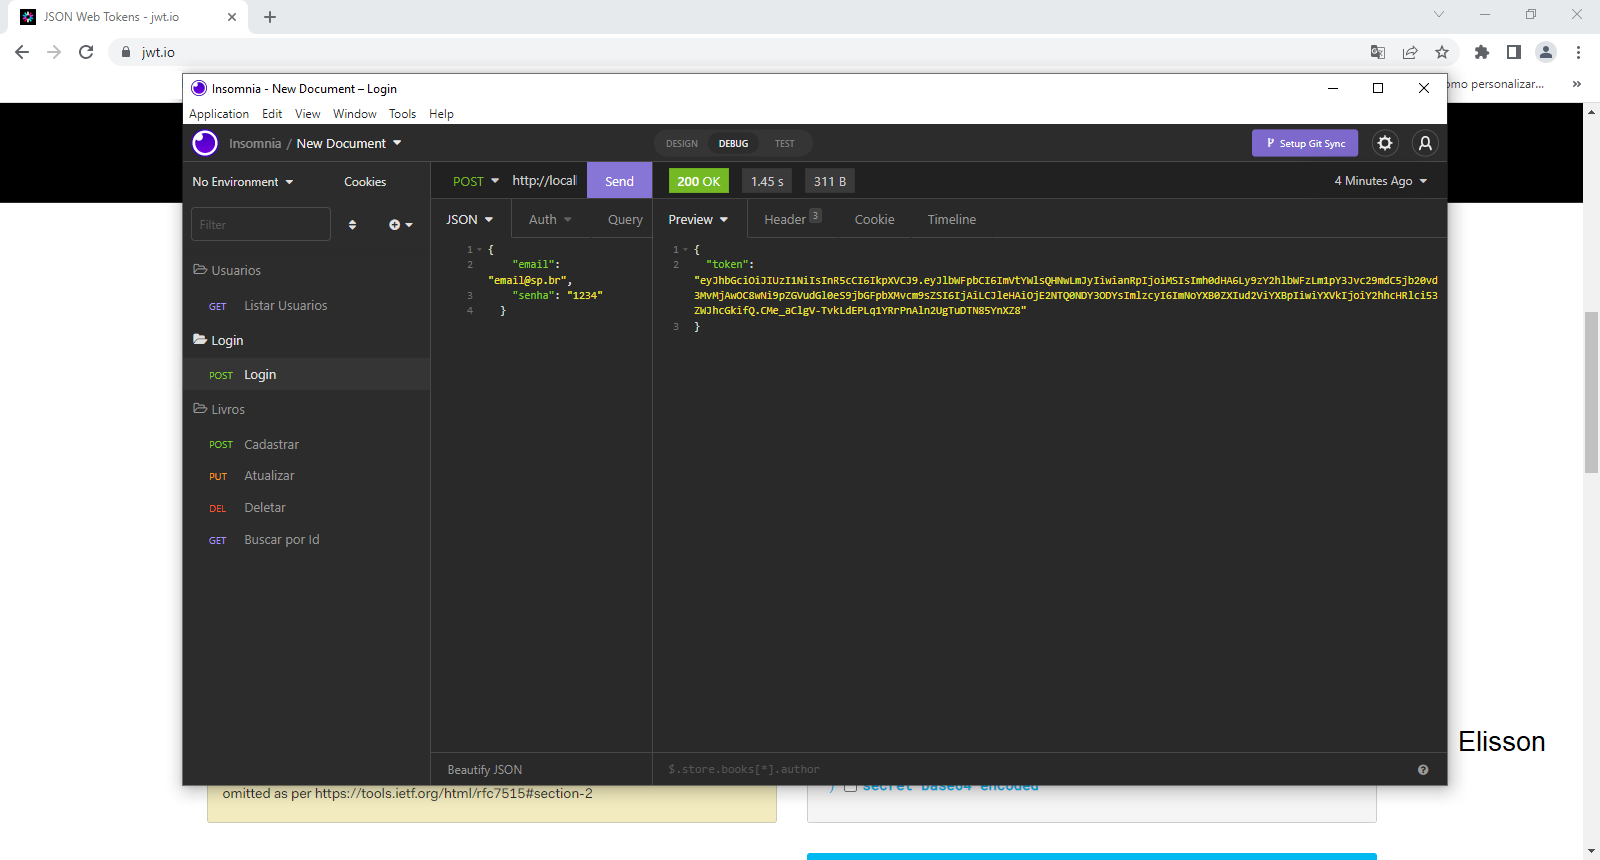 JSON Web Tokens - jwt.io
jwt.io
omo personalizar...
Insomnia - New Document – Login
Application Edit View Window Tools Help
Insomnia / New Document
DESIGN DEBUG TEST
Setup Git Sync
No Environment Cookies
POST http://locall Send
200 OK 1.45 s 311 B
4 Minutes Ago
Filter
JSON Auth Query
Preview Header 3 Cookie Timeline
Usuarios
GET Listar Usuarios
Login
POST Login
Livros
POST Cadastrar
PUT Atualizar
DEL Deletar
GET Buscar por Id
1 {
2 "email":
"email@sp.br",
3 "senha": "1234"
4 }
1 {
2 "token":
"eyJhbGciOiJIUzI1NiIsInR5cCI6IkpXVCJ9.eyJlbWFpbCI6ImVtYWlsQHNwLmJyIiwianRpIjoiMSIsImh0dHA6Ly9zY2hlbWFzLm1pY3Jvc29mdC5jb20vd
3MvMjAwOC8wNi9pZGVudGl0eS9jbGFpbXMvcm9sZSI6IjAiLCJleHAiOjE2NTQ0NDY3ODYsImlzcyI6ImNoYXB0ZXIud2ViYXBpIiwiYXVkIjoiY2hhcHRlci53
ZWJhcGkifQ.CMe_aClgV-TvkLdEPLq1YRrPnAln2UgTuDTN85YnXZ8"
3 }
Beautify JSON
$.store.books[*].author
Elisson
omitted as per https://tools.ietf.org/html/rfc7515#section-2
) secret base64 encoded